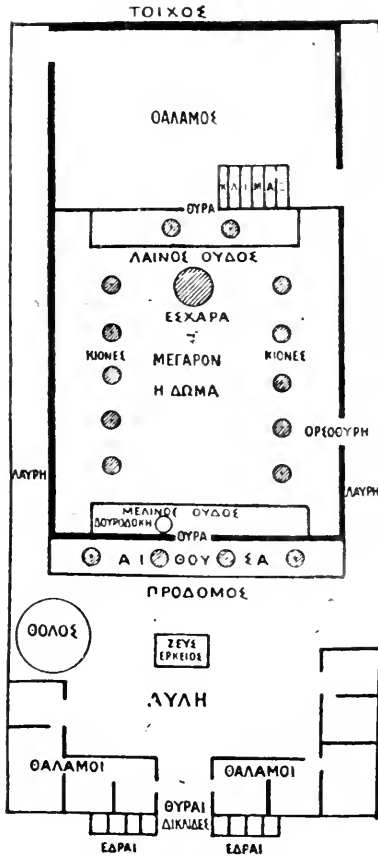 ΤΟΙΧΟΣ
ΘΑΛΑΜΟΣ
ΚΛΙΜΑΞ
ΘΥΡΑ
ΛΑΙΝΟΣ ΟΥΔΟΣ
ΕΣΧΑΡΑ
ΚΙΟΝΕΣ
ΜΕΓΑΡΟΝ
ΚΙΟΝΕΣ
Η ΔΩΜΑ
ΟΡΣΟΘΥΡΗ
ΛΑΥΡΗ
ΛΑΥΡΗ
ΜΕΛΙΝΟΣ ΟΥΔΟΣ
ΔΟΥΡΟΔΟΚΗ
ΘΥΡΑ
ΑΙΘΟΥΣΑ
ΠΡΟΔΟΜΟΣ
ΘΟΛΟΣ
ΖΕΥΣ
ΕΡΚΕΙΟΣ
ΑΥΛΗ
ΘΑΛΑΜΟΙ
ΘΑΛΑΜΟΙ
ΘΥΡΑΙ
ΔΙΚΛΙΔΕΣ
ΕΔΡΑΙ
ΕΔΡΑΙ